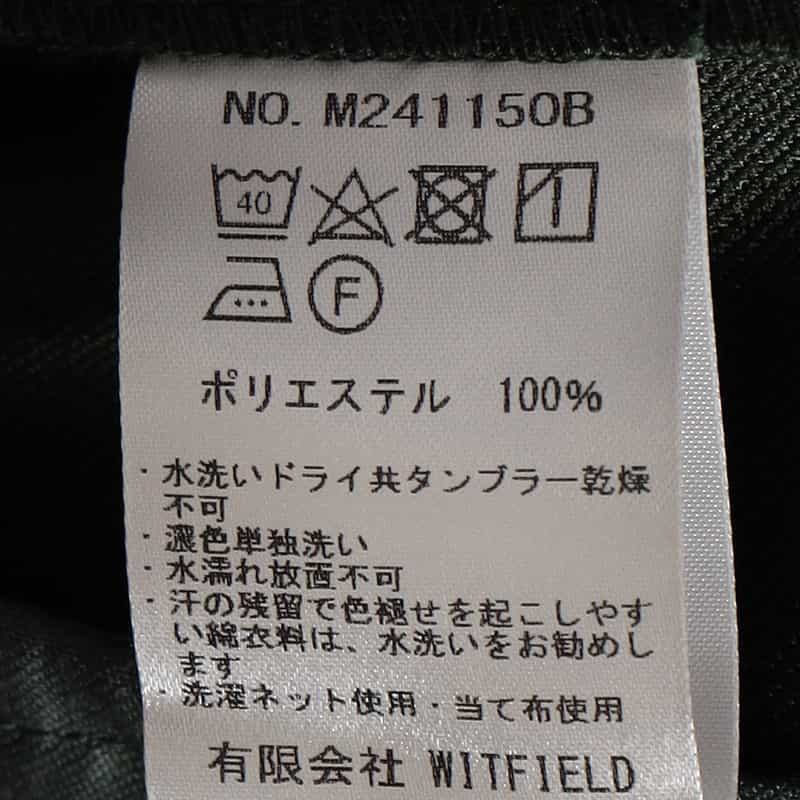 NO. M241150B
40
F
ポリエステル 100%
・水洗いドライ共タンブラー乾燥
不可
・濃色単独洗い
・水濡れ放置不可
・汗の残留で色褪せを起こしやす
い綿衣料は、水洗いをお勧めし
ます
・洗濯ネット使用・当て布使用
有限会社 WITFIELD